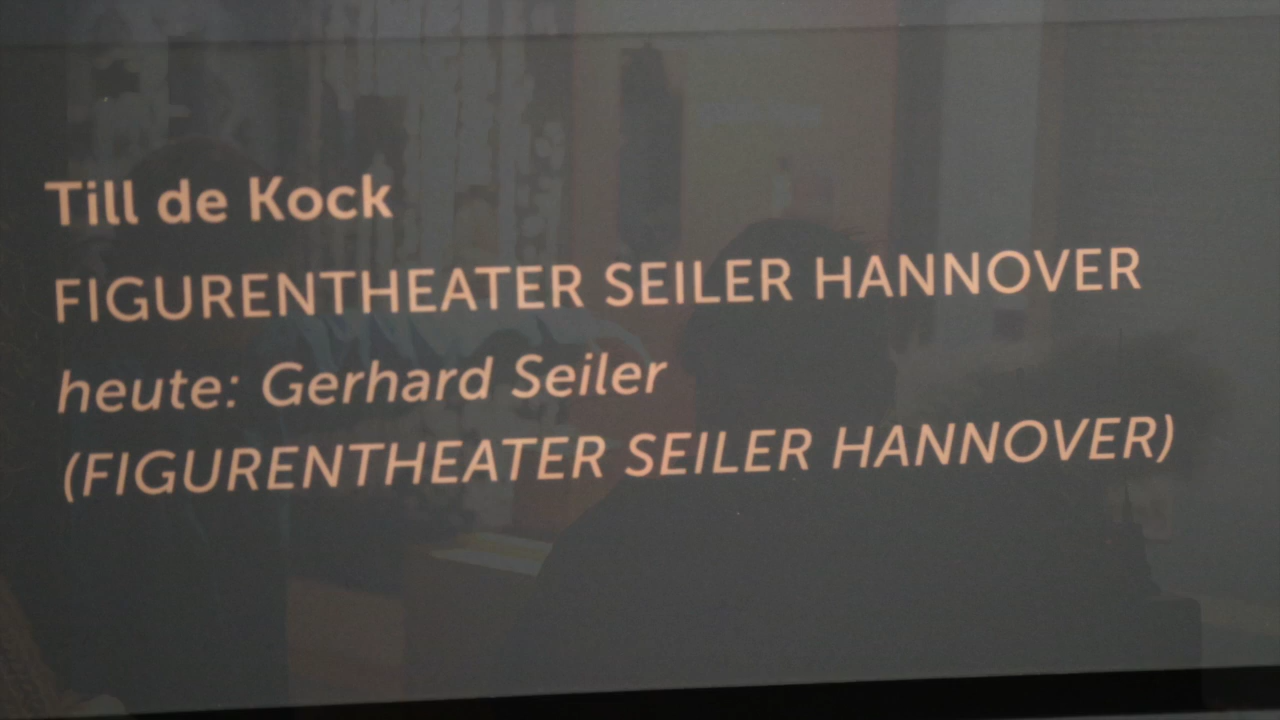 Till de Kock
FIGURENTHEATER SEILER HANNOVER
heute: Gerhard Seiler
(FIGURENTHEATER SEILER HANNOVER)